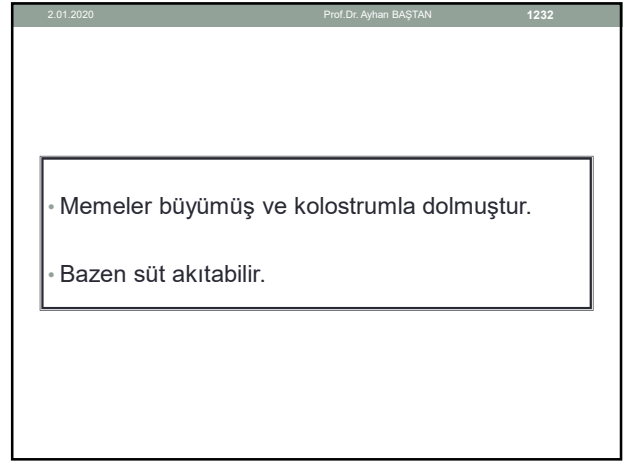 2.01.2020 Prof.Dr. Ayhan BAŞTAN 1232
• Memeler büyümüş ve kolostrumla dolmuştur.
• Bazen süt akıtabilir.